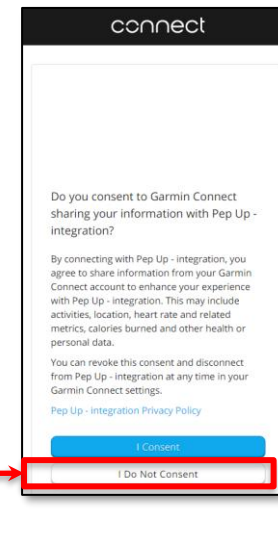 connect
Do you consent to Garmin Connect
sharing your information with Pep Up -
integration?
By connecting with Pep Up - integration, you
agree to share information from your Garmin
Connect account to enhance your experience
with Pep Up - integration. This may include
activities, location, heart rate and related
metrics, calories burned and other health or
personal data.
You can revoke this consent and disconnect
from Pep Up - integration at any time in your
Garmin Connect settings.
Pep Up - integration Privacy Policy
I Consent
I Do Not Consent